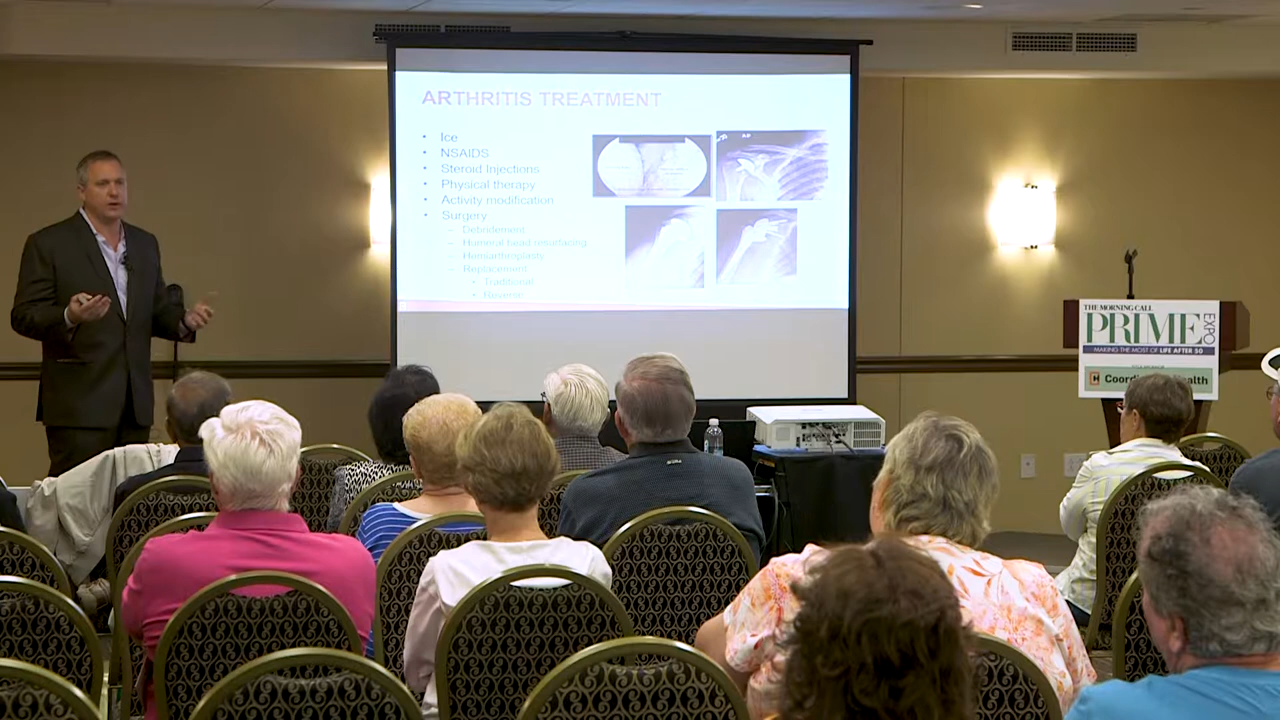 ARTHRITIS TREATMENT
• Ice
• NSAIDS
• Steroid Injections
• Physical therapy
• Activity modification
• Surgery
– Debridement
– Humeral head resurfacing
– Hemiarthroplasty
– Replacement
• Traditional
• Reverse
THE MORNING CALL
PRIME EXPO
MAKING THE MOST OF LIFE AFTER 50